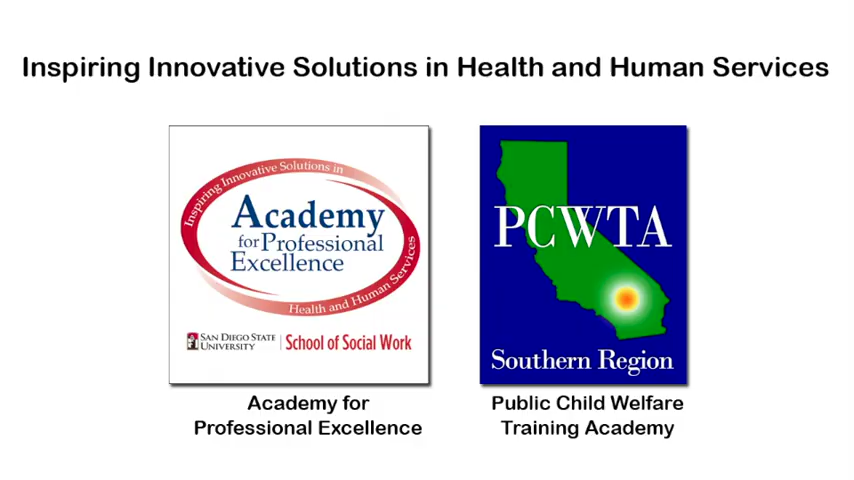 Inspiring Innovative Solutions in Health and Human Services
Inspiring Innovative Solutions in
Academy
for Professional
Excellence
Health and Human Services
SAN DIEGO STATE
UNIVERSITY
School of Social Work
Academy for
Professional Excellence
PCWTA
Southern Region
Public Child Welfare
Training Academy